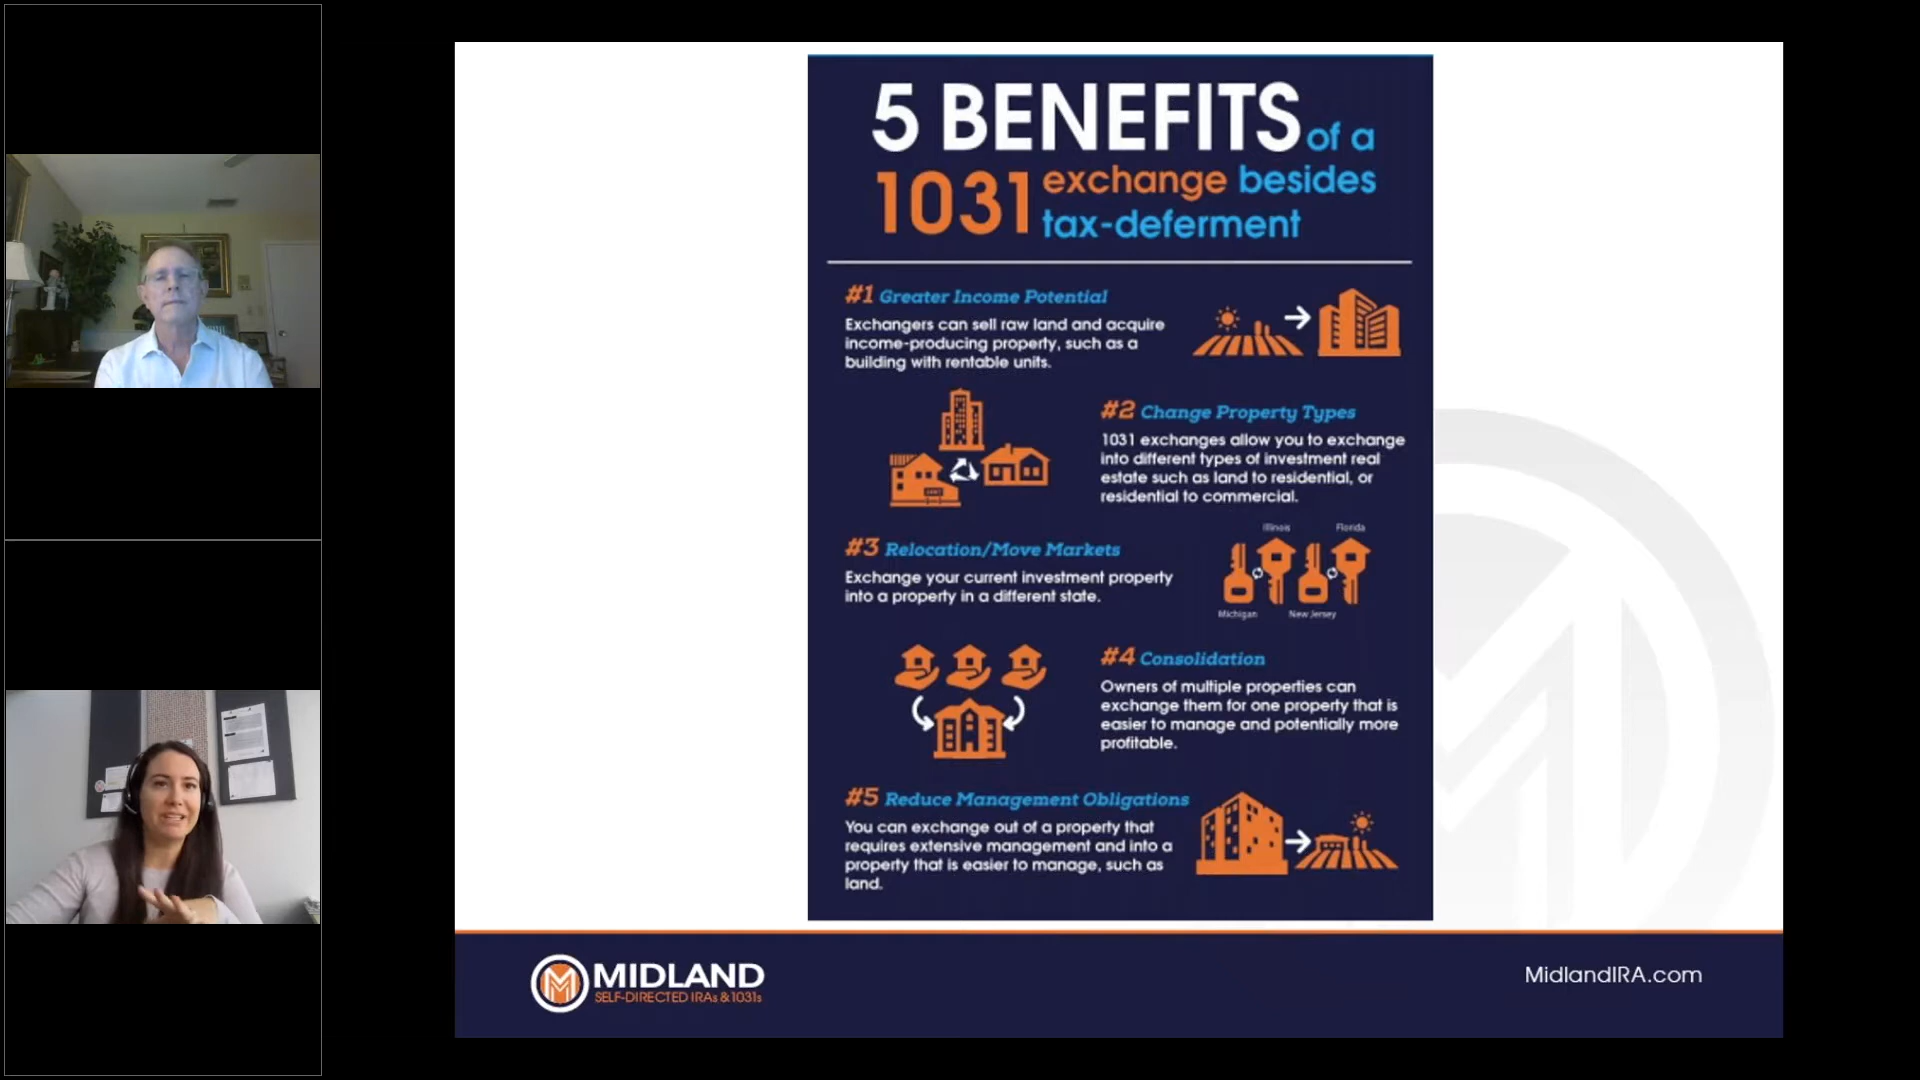 5 BENEFITS of a
1031 exchange besides
tax-deferment
#1 Greater Income Potential
Exchangers can sell raw land and acquire
income-producing property, such as a
building with rentable units.
#2 Change Property Types
1031 exchanges allow you to exchange
into different types of investment real
estate such as land to residential, or
residential to commercial.
#3 Relocation/Move Markets
Exchange your current investment property
into a property in a different state.
Illinois Florida
Michigan New Jersey
#4 Consolidation
Owners of multiple properties can
exchange them for one property that is
easier to manage and potentially more
profitable.
#5 Reduce Management Obligations
You can exchange out of a property that
requires extensive management and into a
property that is easier to manage, such as
land.
MIDLAND
SELF-DIRECTED IRAs & 1031s
MidlandIRA.com